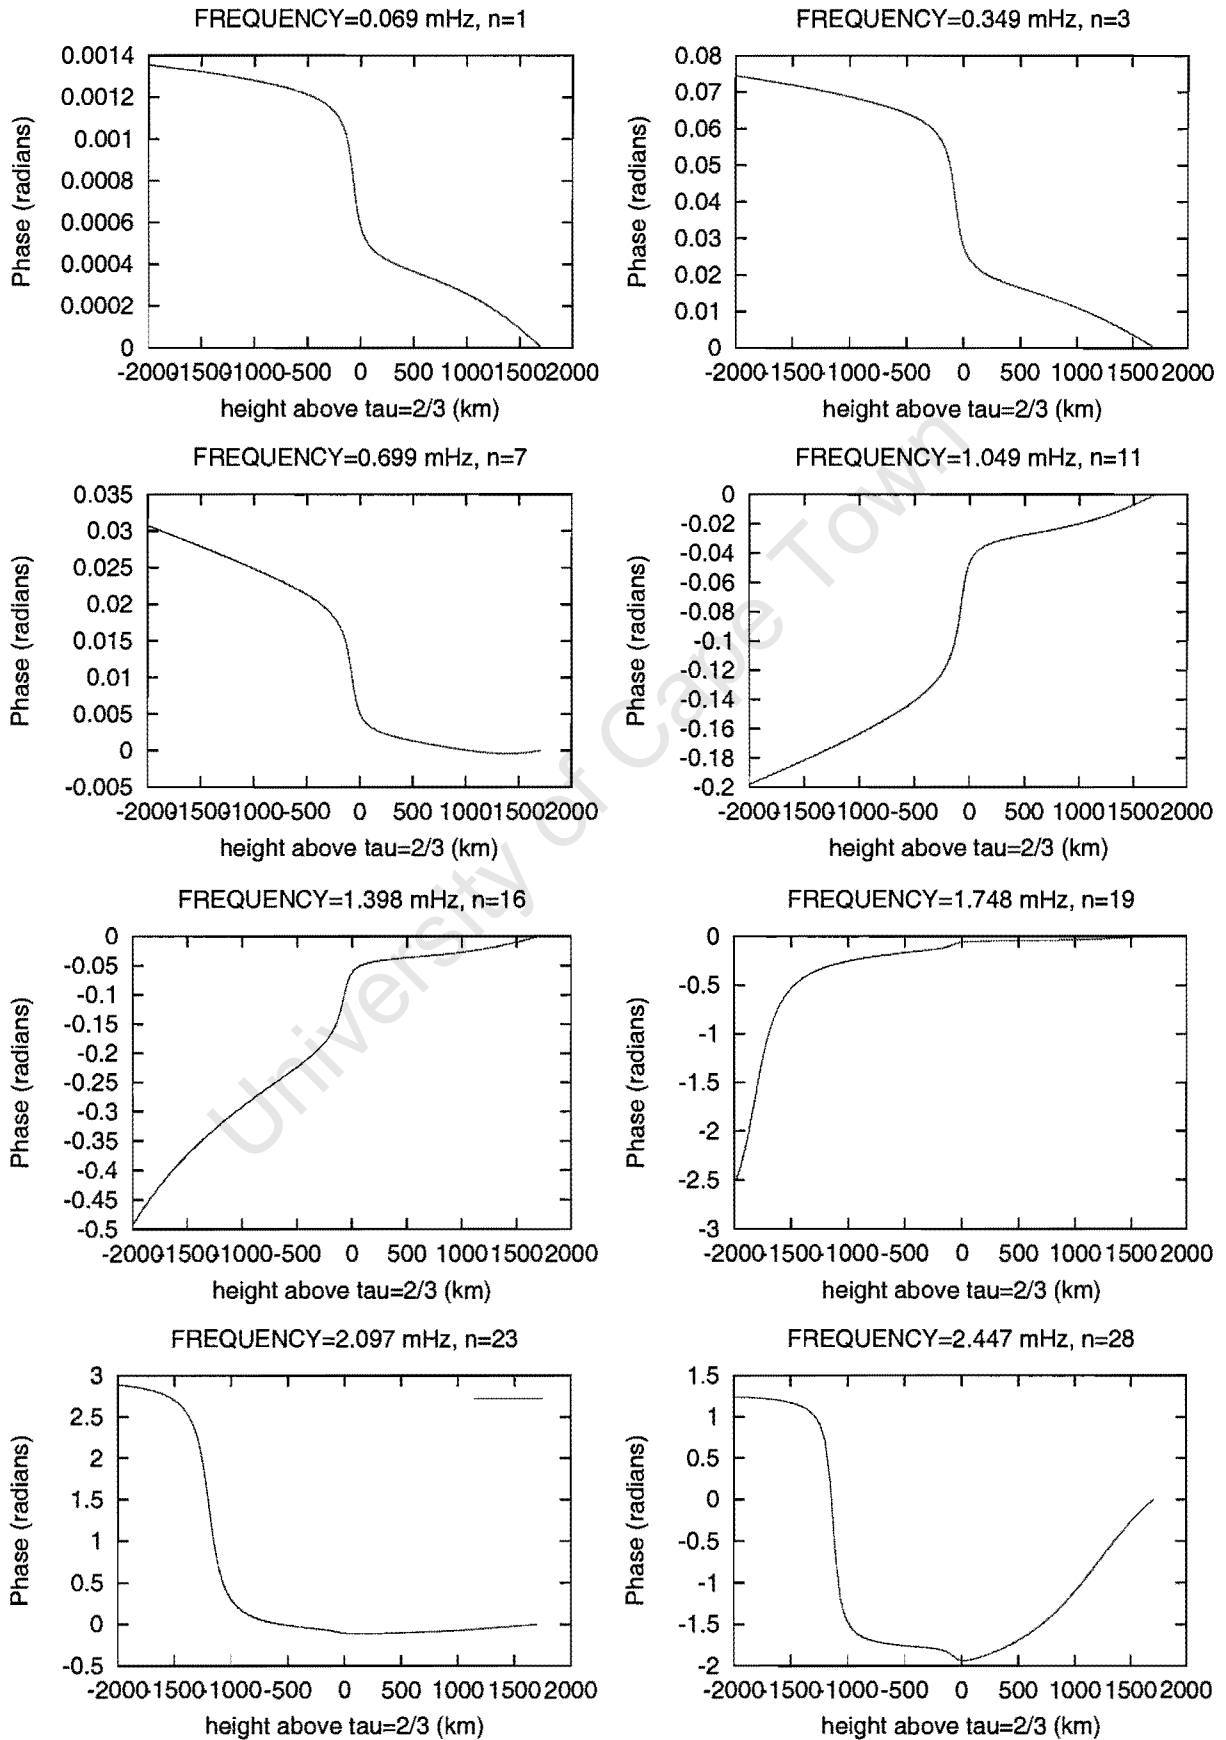 FREQUENCY=0.069 mHz, n=1
Phase (radians)
0.0014
0.0012
0.001
0.0008
0.0006
0.0004
0.0002
0
-2000-1500-1000-500 0 500 1000 1500 2000
height above tau=2/3 (km)
FREQUENCY=0.349 mHz, n=3
Phase (radians)
0.08
0.07
0.06
0.05
0.04
0.03
0.02
0.01
0
-2000-1500-1000-500 0 500 1000 1500 2000
height above tau=2/3 (km)
FREQUENCY=0.699 mHz, n=7
Phase (radians)
0.035
0.03
0.025
0.02
0.015
0.01
0.005
0
-0.005
-2000-1500-1000-500 0 500 1000 1500 2000
height above tau=2/3 (km)
FREQUENCY=1.049 mHz, n=11
Phase (radians)
0
-0.02
-0.04
-0.06
-0.08
-0.1
-0.12
-0.14
-0.16
-0.18
-0.2
-2000-1500-1000-500 0 500 1000 1500 2000
height above tau=2/3 (km)
FREQUENCY=1.398 mHz, n=16
Phase (radians)
0
-0.05
-0.1
-0.15
-0.2
-0.25
-0.3
-0.35
-0.4
-0.45
-0.5
-2000-1500-1000-500 0 500 1000 1500 2000
height above tau=2/3 (km)
FREQUENCY=1.748 mHz, n=19
Phase (radians)
0
-0.5
-1
-1.5
-2
-2.5
-3
-2000-1500-1000-500 0 500 1000 1500 2000
height above tau=2/3 (km)
FREQUENCY=2.097 mHz, n=23
Phase (radians)
3
2.5
2
1.5
1
0.5
0
-0.5
-2000-1500-1000-500 0 500 1000 1500 2000
height above tau=2/3 (km)
FREQUENCY=2.447 mHz, n=28
Phase (radians)
1.5
1
0.5
0
-0.5
-1
-1.5
-2
-2000-1500-1000-500 0 500 1000 1500 2000
height above tau=2/3 (km)
University of Cape Town